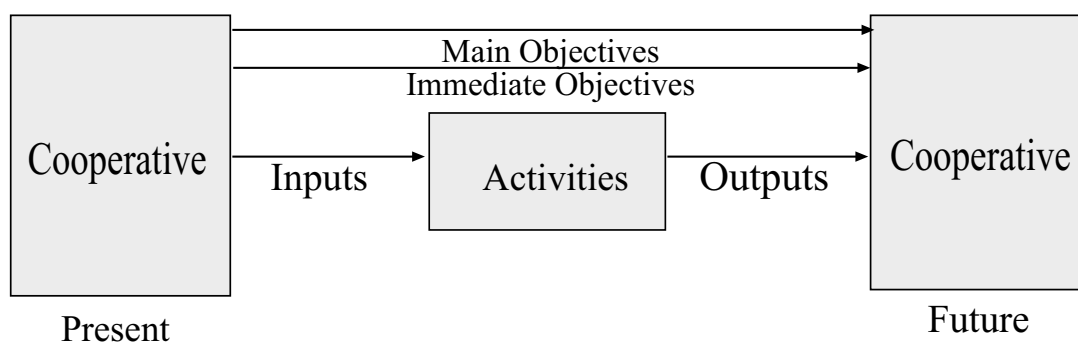 Main Objectives
Immediate Objectives
Cooperative
Inputs
Activities
Outputs
Cooperative
Present
Future